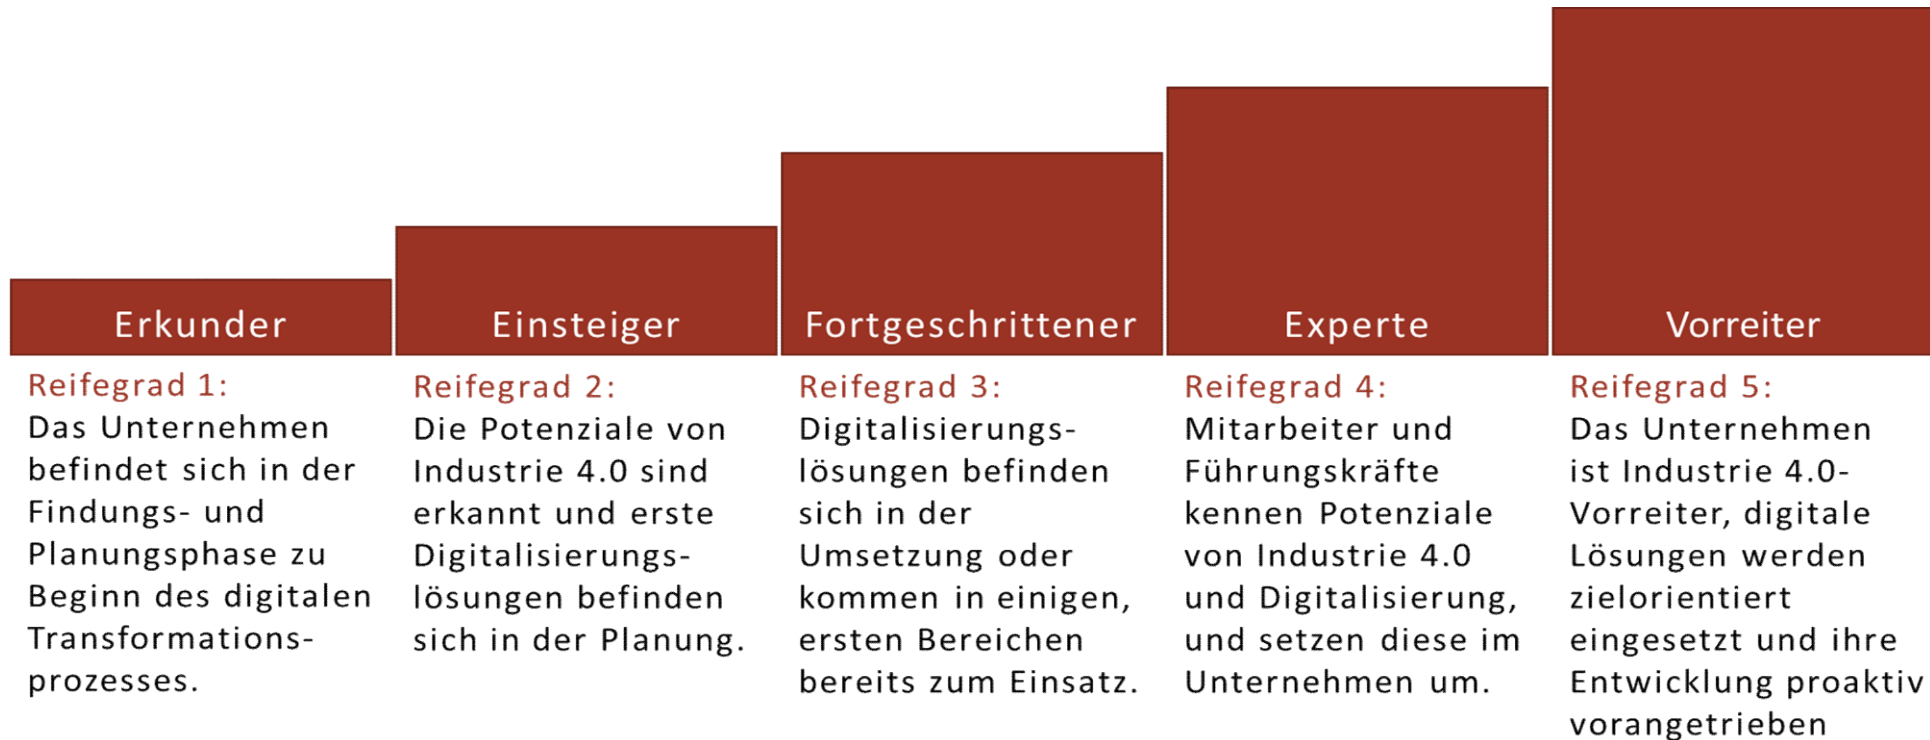 Erkunder
Reifegrad 1:
Das Unternehmen
befindet sich in der
Findungs- und
Planungsphase zu
Beginn des digitalen
Transformations-
prozesses.
Einsteiger
Reifegrad 2:
Die Potenziale von
Industrie 4.0 sind
erkannt und erste
Digitalisierungs-
lösungen befinden
sich in der Planung.
Fortgeschrittener
Reifegrad 3:
Digitalisierungs-
lösungen befinden
sich in der
Umsetzung oder
kommen in einigen,
ersten Bereichen
bereits zum Einsatz.
Experte
Reifegrad 4:
Mitarbeiter und
Führungskräfte
kennen Potenziale
von Industrie 4.0
und Digitalisierung,
und setzen diese im
Unternehmen um.
Vorreiter
Reifegrad 5:
Das Unternehmen
ist Industrie 4.0-
Vorreiter, digitale
Lösungen werden
zielorientiert
eingesetzt und ihre
Entwicklung proaktiv
vorangetrieben